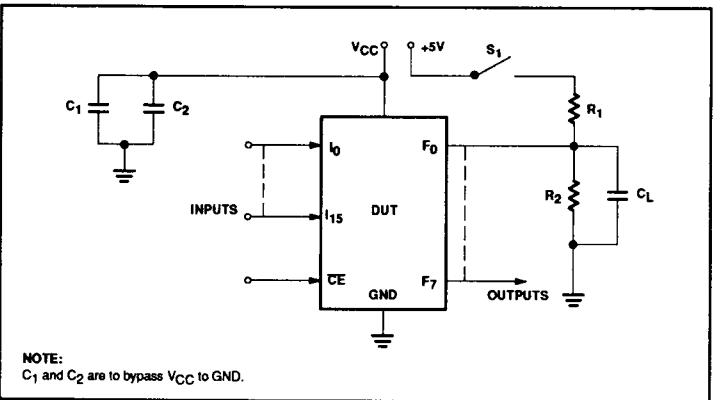 VCC +5V S1
C1 C2 R1
I0 F0
INPUTS I15 DUT R2 CL
CE F7
GND OUTPUTS
NOTE:
C1 and C2 are to bypass VCC to GND.